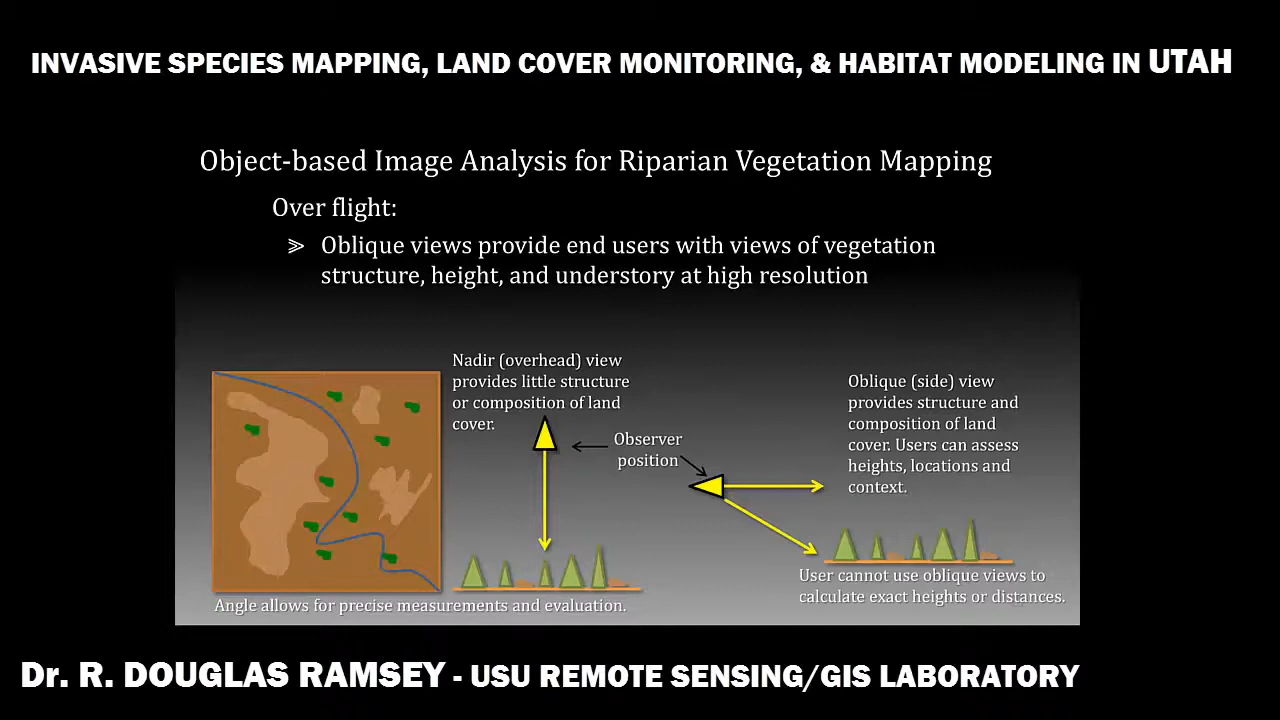 INVASIVE SPECIES MAPPING, LAND COVER MONITORING, & HABITAT MODELING IN UTAH
Object-based Image Analysis for Riparian Vegetation Mapping
Over flight:
⪢ Oblique views provide end users with views of vegetation
structure, height, and understory at high resolution
Nadir (overhead) view
provides little structure
or composition of land
cover.
Observer
position
Oblique (side) view
provides structure and
composition of land
cover. Users can assess
heights, locations and
context.
User cannot use oblique views to
calculate exact heights or distances.
Angle allows for precise measurements and evaluation.
Dr. R. DOUGLAS RAMSEY - USU REMOTE SENSING/GIS LABORATORY